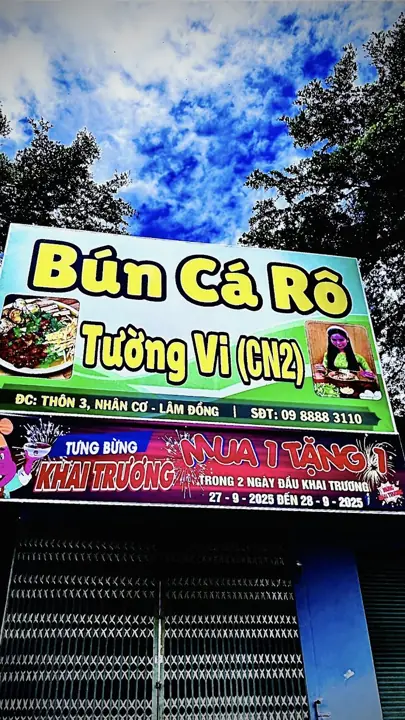 Bún Cá Rô
Tường Vi (CN2)
ĐC: THÔN 3, NHÂN CƠ - LÂM ĐỒNG | SĐT: 09 8888 3110
TƯNG BỪNG
KHAI TRƯƠNG
MUA 1 TẶNG 1
TRONG 2 NGÀY ĐẦU KHAI TRƯƠNG
27 - 9 - 2025 ĐẾN 28 - 9 - 2025